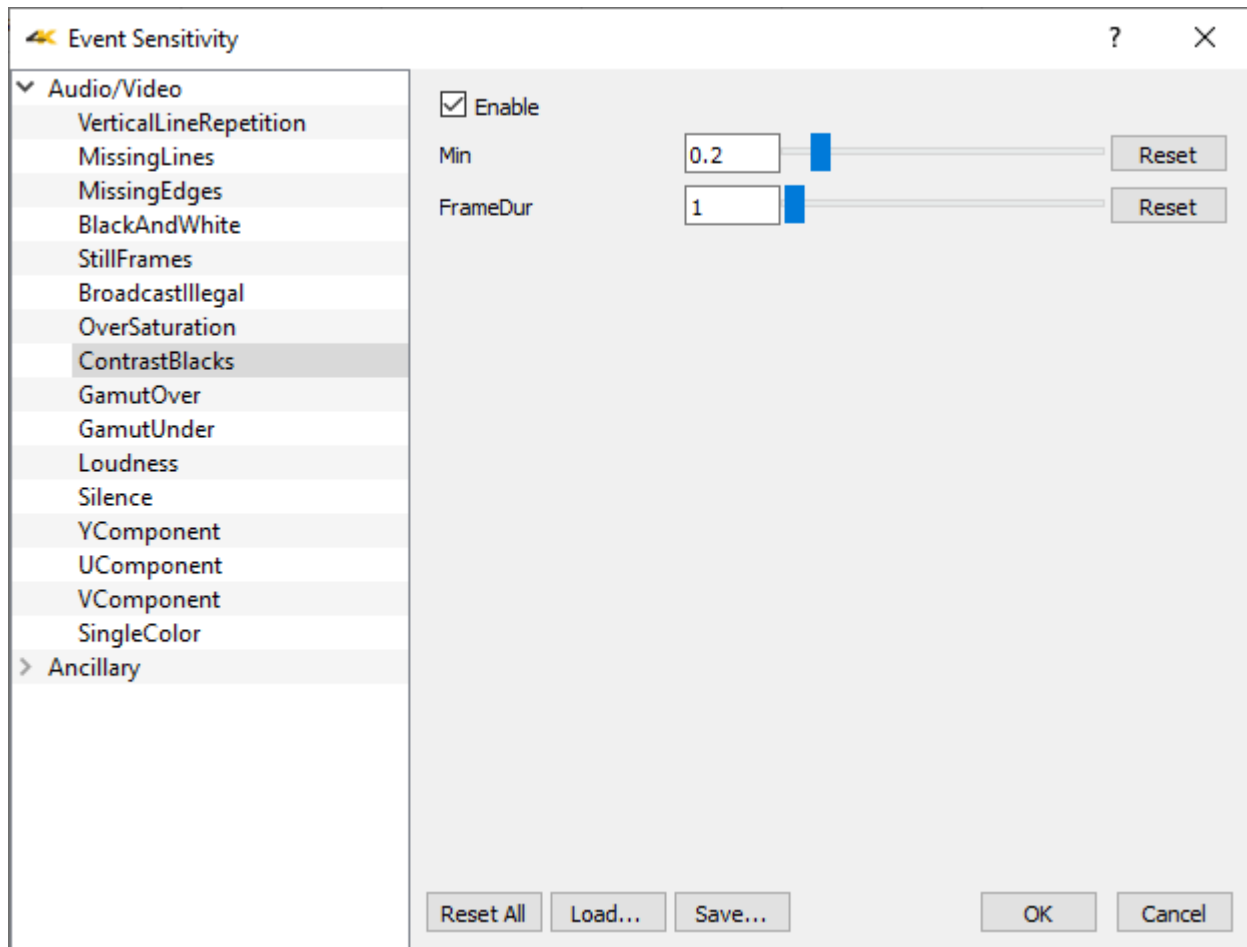 4K Event Sensitivity ?
Audio/Video
VerticalLineRepetition
MissingLines
MissingEdges
BlackAndWhite
StillFrames
BroadcastIllegal
OverSaturation
ContrastBlacks
GamutOver
GamutUnder
Loudness
Silence
YComponent
UComponent
VComponent
SingleColor
Ancillary
Enable
Min 0.2 Reset
FrameDur 1 Reset
Reset All Load... Save... OK Cancel